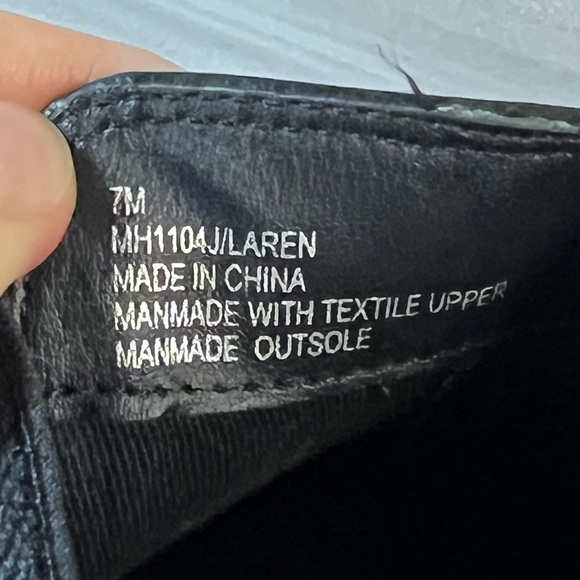 7M
MH1104J/LAREN
MADE IN CHINA
MANMADE WITH TEXTILE UPPER
MANMADE OUTSOLE